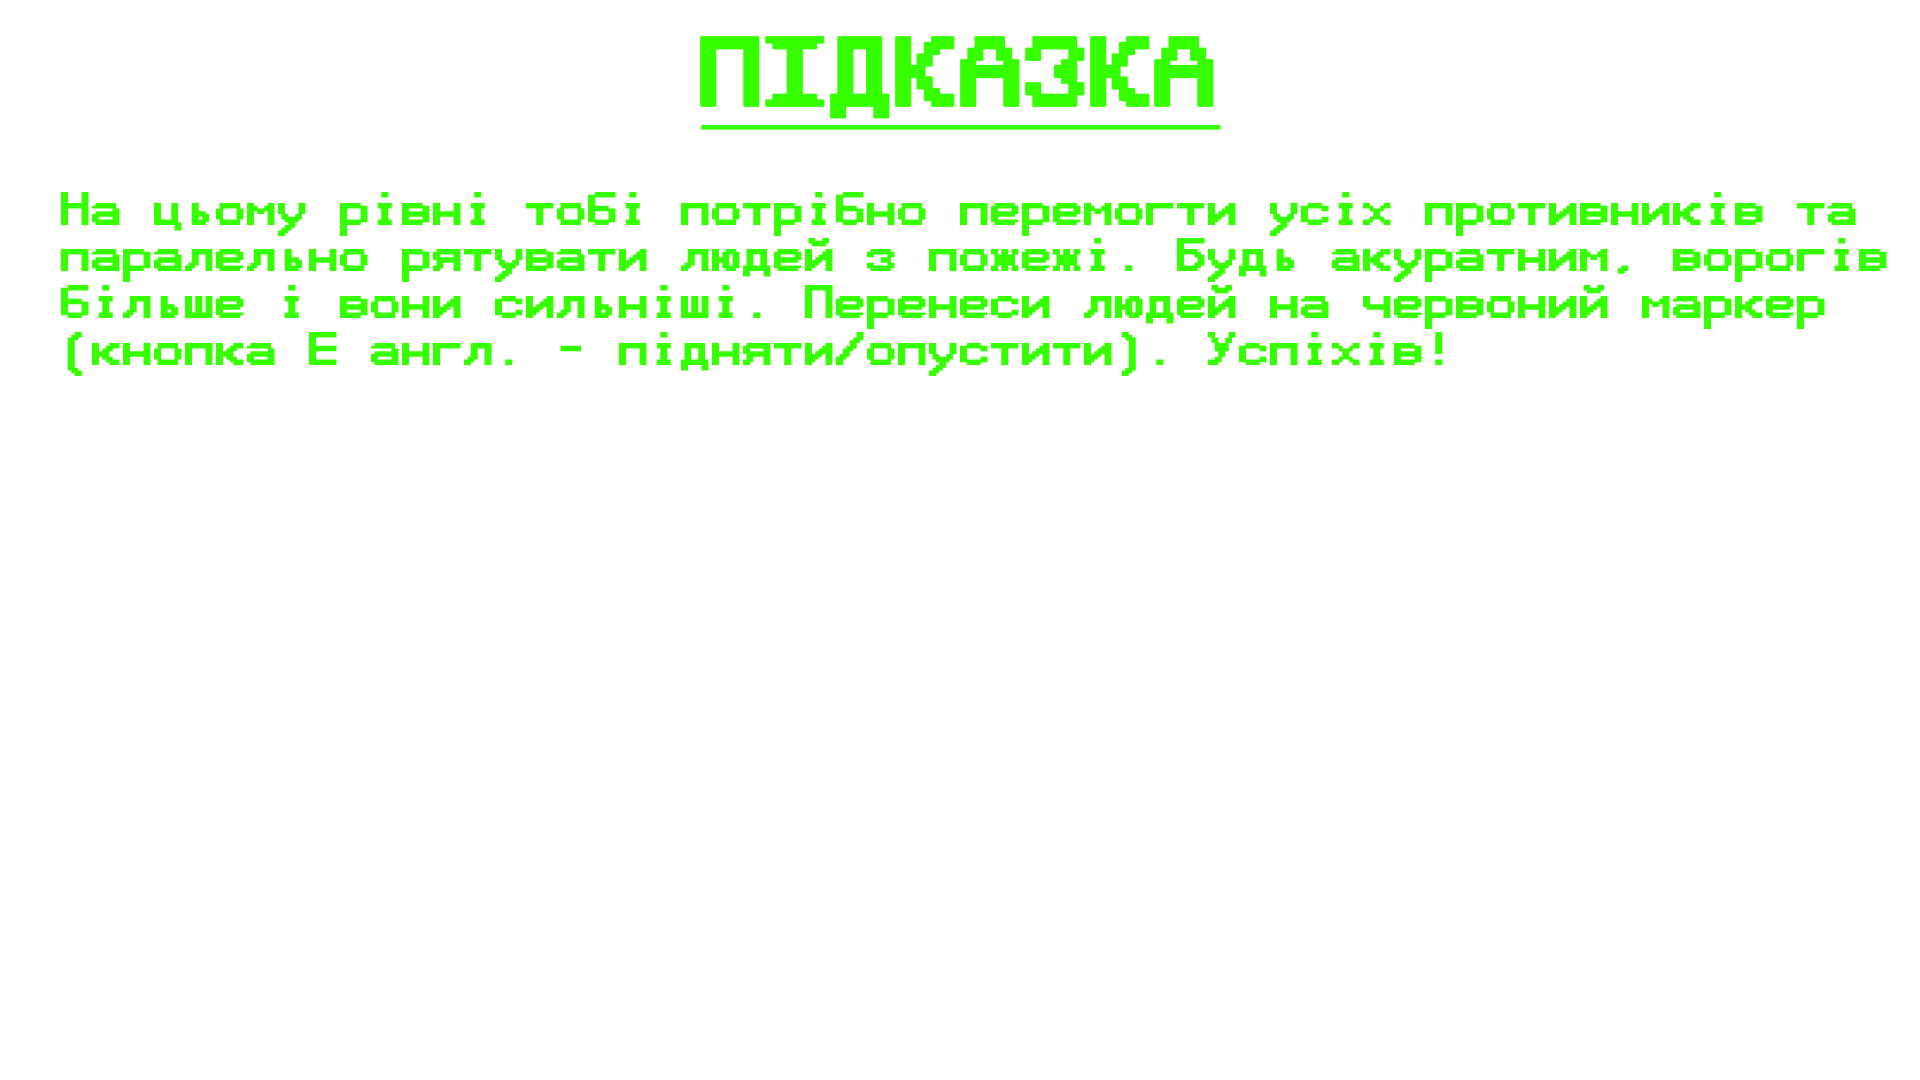 ПІДКАЗКА
На цьому рівні тобі потрібно перемогти усіх противників та
паралельно рятувати людей з пожежі. Будь акуратним, ворогів
більше і вони сильніші. Перенеси людей на червоний маркер
(кнопка E англ. - підняти/опустити). Успіхів!